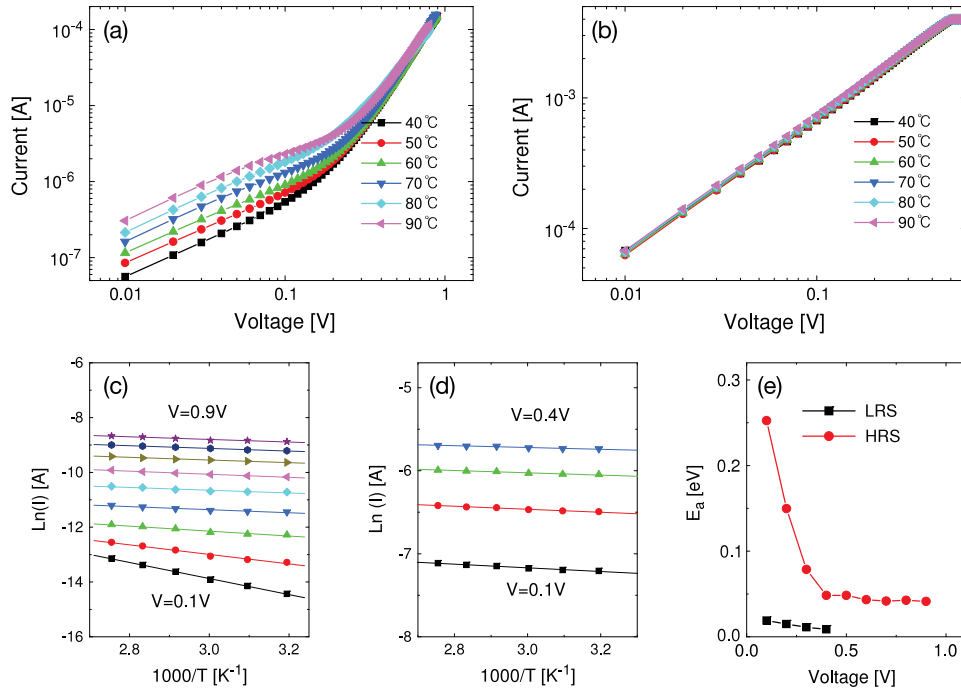 (a)
Current [A]
10⁻⁴
10⁻⁵
10⁻⁶
10⁻⁷
40℃
50℃
60℃
70℃
80℃
90℃
0.01
0.1
1
Voltage [V]
(b)
Current [A]
10⁻³
10⁻⁴
40℃
50℃
60℃
70℃
80℃
90℃
0.01
0.1
Voltage [V]
(c)
Ln(I) [A]
-6
-8
-10
-12
-14
-16
V=0.9V
V=0.1V
2.8
3.0
3.2
1000/T [K⁻¹]
(d)
Ln (I) [A]
-5
-6
-7
-8
V=0.4V
V=0.1V
2.8
3.0
3.2
1000/T [K⁻¹]
(e)
Eₐ [eV]
0.3
0.2
0.1
0.0
LRS
HRS
0.0
0.5
1.0
Voltage [V]